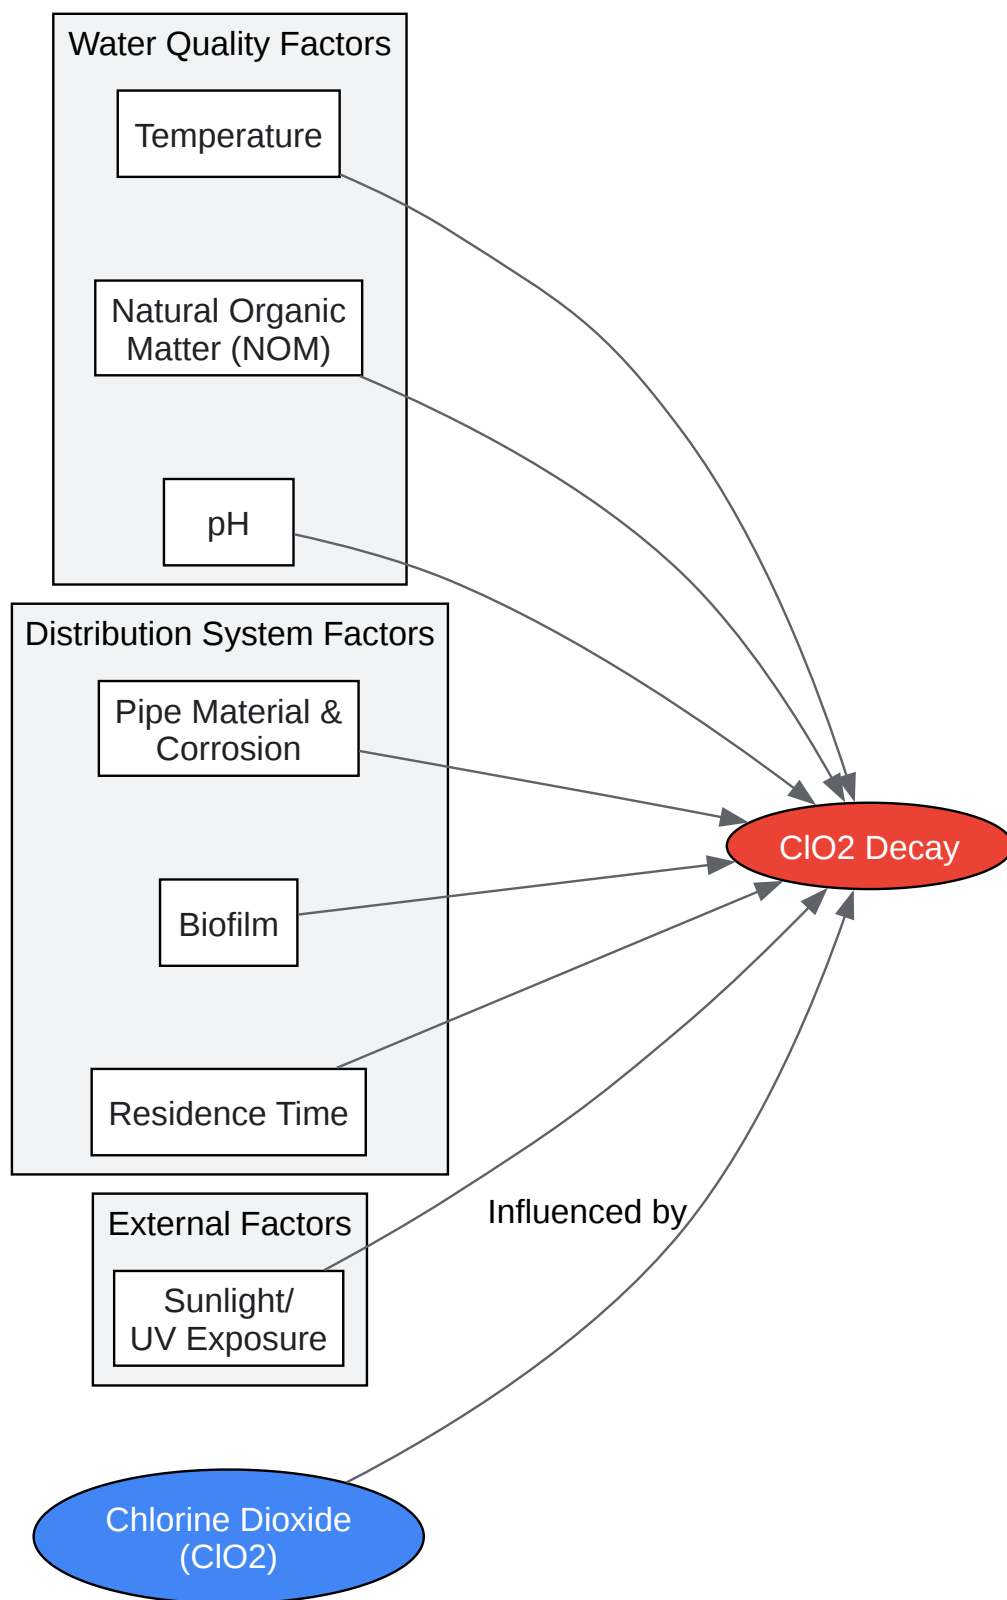 Water Quality Factors
Temperature
Natural Organic
Matter (NOM)
pH
Distribution System Factors
Pipe Material &
Corrosion
Biofilm
Residence Time
External Factors
Sunlight/
UV Exposure
ClO2 Decay
Influenced by
Chlorine Dioxide
(ClO2)